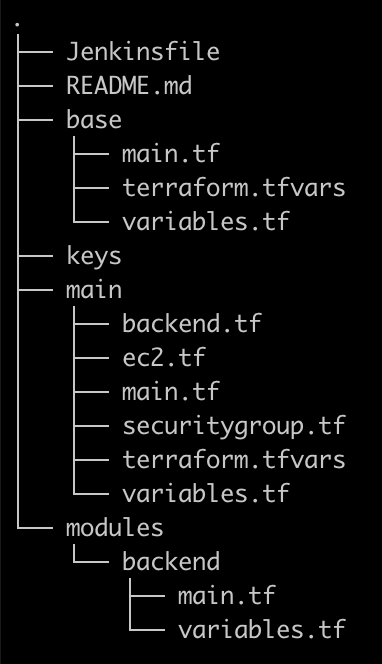 .
├── Jenkinsfile
├── README.md
├── base
│   ├── main.tf
│   ├── terraform.tfvars
│   └── variables.tf
├── keys
├── main
│   ├── backend.tf
│   ├── ec2.tf
│   ├── main.tf
│   ├── securitygroup.tf
│   ├── terraform.tfvars
│   └── variables.tf
└── modules
    └── backend
        ├── main.tf
        └── variables.tf